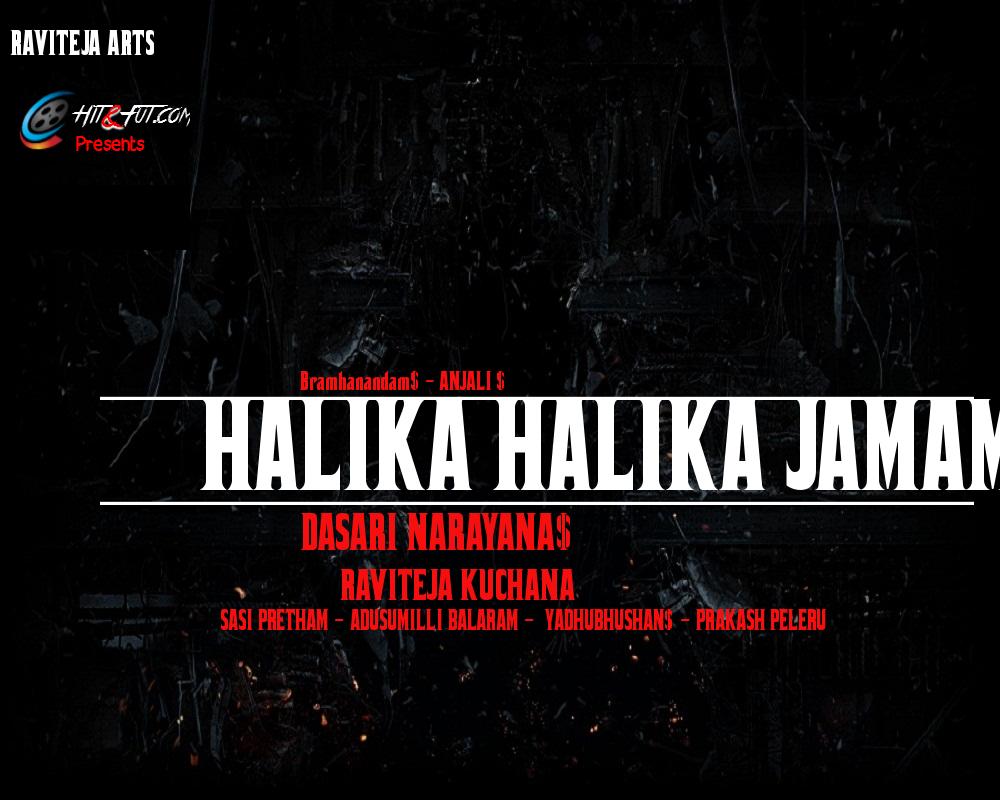 RAVITEJA ARTS
HIT&FUT.COM
Presents
Bramhanandam$ - ANJALI $
HALIKA HALIKA JAMAM
DASARI NARAYANA$
RAVITEJA KUCHANA
SASI PRETHAM - ADUSUMILLI BALARAM - YADHUBHUSHAN$ - PRAKASH PELERU